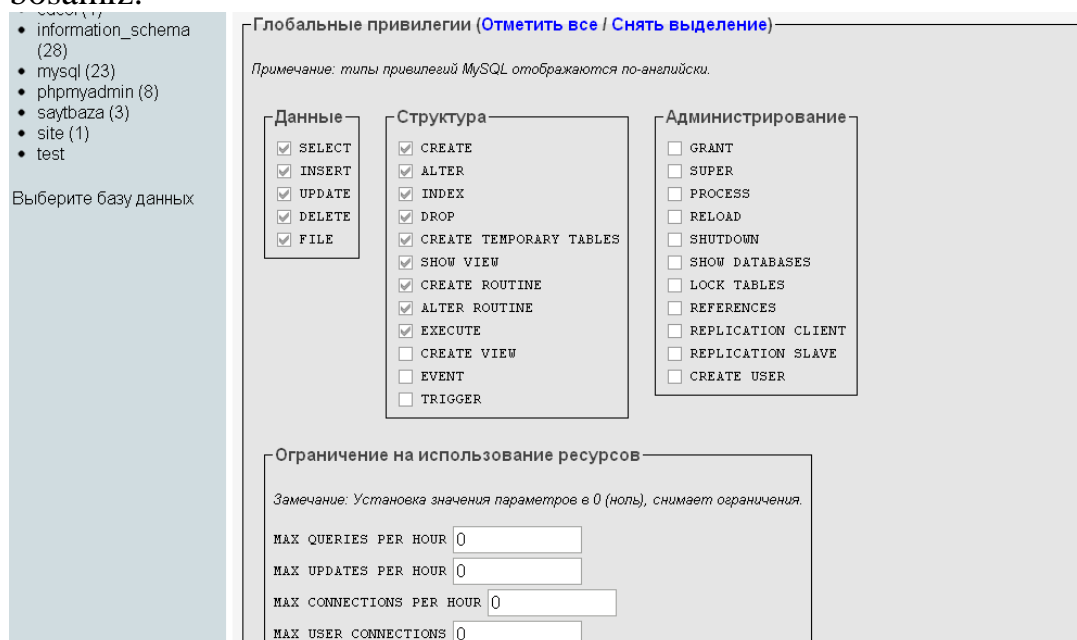 bosamiz.
information_schema
(28)
mysql (23)
phpmyadmin (8)
saytbaza (3)
site (1)
test
Выберите базу данных
Глобальные привилегии (Отметить все / Снять выделение)
Примечание: типы привилегий MySQL отображаются по-английски.
Данные
SELECT
INSERT
UPDATE
DELETE
FILE
Структура
CREATE
ALTER
INDEX
DROP
CREATE TEMPORARY TABLES
SHOW VIEW
CREATE ROUTINE
ALTER ROUTINE
EXECUTE
CREATE VIEW
EVENT
TRIGGER
Администрирование
GRANT
SUPER
PROCESS
RELOAD
SHUTDOWN
SHOW DATABASES
LOCK TABLES
REFERENCES
REPLICATION CLIENT
REPLICATION SLAVE
CREATE USER
Ограничение на использование ресурсов
Замечание: Установка значения параметров в 0 (ноль), снимает ограничения.
MAX QUERIES PER HOUR 0
MAX UPDATES PER HOUR 0
MAX CONNECTIONS PER HOUR 0
MAX USER CONNECTIONS 0